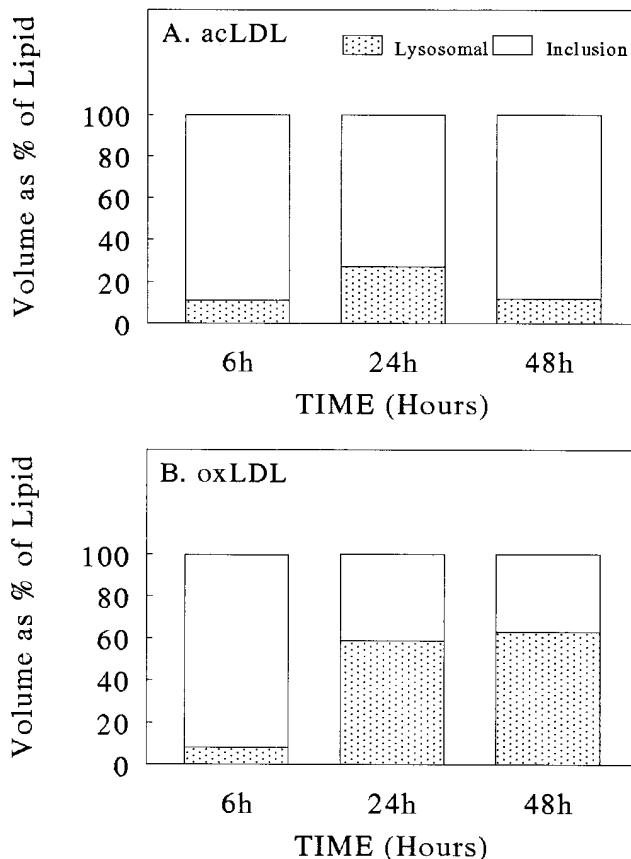 A. acLDL
Lysosomal
Inclusion
Volume as % of Lipid
100
80
60
40
20
0
6h 24h 48h
TIME (Hours)
B. oxLDL
Volume as % of Lipid
100
80
60
40
20
0
6h 24h 48h
TIME (Hours)